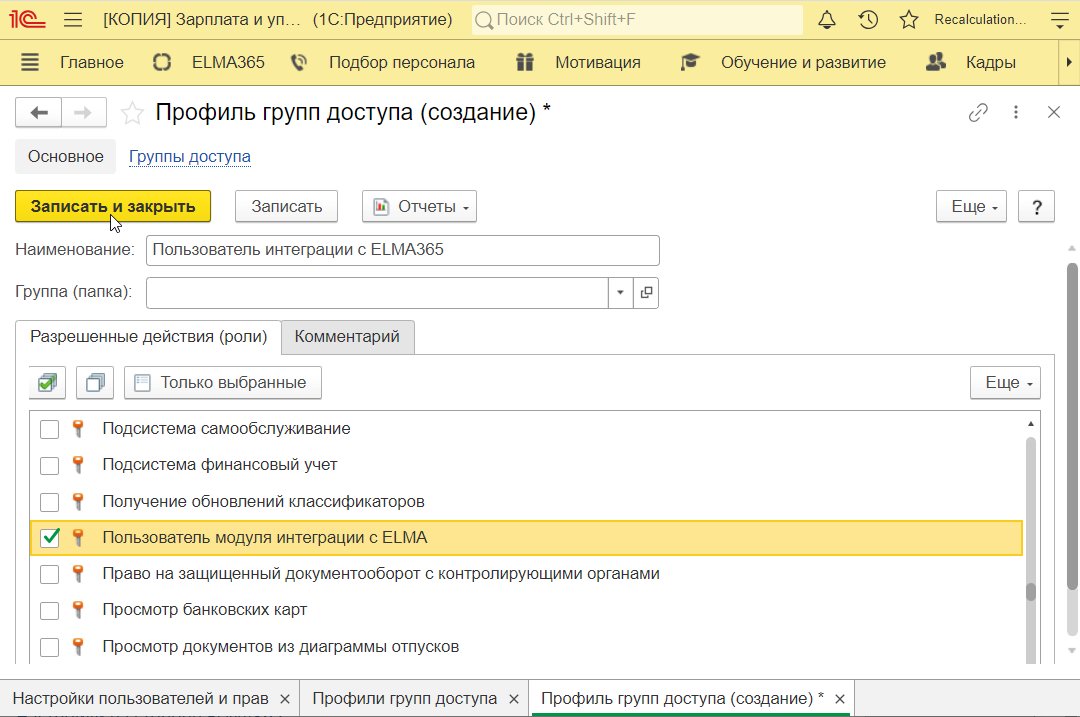 1С [КОПИЯ] Зарплата и уп... (1С:Предприятие) Поиск Ctrl+Shift+F Recalculation...
Главное ELMA365 Подбор персонала Мотивация Обучение и развитие Кадры
Профиль групп доступа (создание) *
Основное Группы доступа
Записать и закрыть Записать Отчеты Еще ?
Наименование: Пользователь интеграции с ELMA365
Группа (папка):
Разрешенные действия (роли) Комментарий
Только выбранные Еще
Подсистема самообслуживание
Подсистема финансовый учет
Получение обновлений классификаторов
Пользователь модуля интеграции с ELMA
Право на защищенный документооборот с контролирующими органами
Просмотр банковских карт
Просмотр документов из диаграммы отпусков
Настройки пользователей и прав Профили групп доступа Профиль групп доступа (создание) *